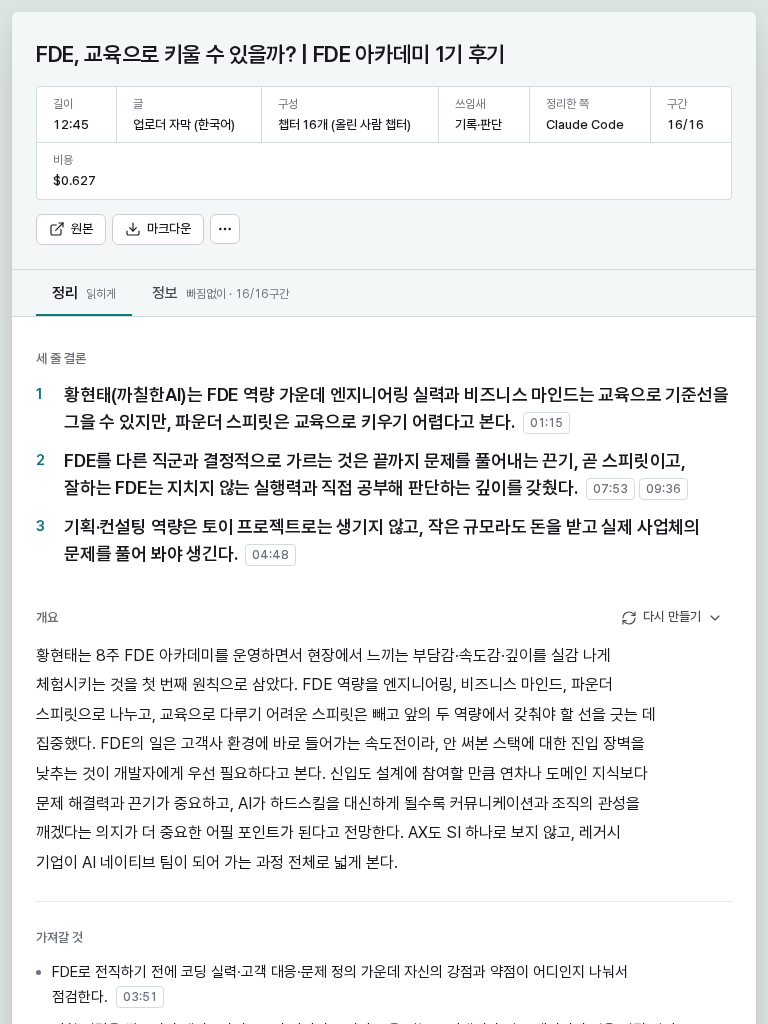 FDE, 교육으로 키울 수 있을까? | FDE 아카데미 1기 후기
길이
12:45
글
업로더 자막 (한국어)
구성
챕터 16개 (올린 사람 챕터)
쓰임새
기록·판단
정리한 쪽
Claude Code
구간
16/16
비용
$0.627
원본
마크다운
정리 읽히게
정보 빠짐없이 · 16/16구간
세 줄 결론
1 황현태(까칠한AI)는 FDE 역량 가운데 엔지니어링 실력과 비즈니스 마인드는 교육으로 기준선을
그을 수 있지만, 파운더 스피릿은 교육으로 키우기 어렵다고 본다. 01:15
2 FDE를 다른 직군과 결정적으로 가르는 것은 끝까지 문제를 풀어내는 끈기, 곧 스피릿이고,
잘하는 FDE는 지치지 않는 실행력과 직접 공부해 판단하는 깊이를 갖췄다. 07:53 09:36
3 기획·컨설팅 역량은 토이 프로젝트로는 생기지 않고, 작은 규모라도 돈을 받고 실제 사업체의
문제를 풀어 봐야 생긴다. 04:48
개요
다시 만들기
황현태는 8주 FDE 아카데미를 운영하면서 현장에서 느끼는 부담감·속도감·깊이를 실감 나게
체험시키는 것을 첫 번째 원칙으로 삼았다. FDE 역량을 엔지니어링, 비즈니스 마인드, 파운더
스피릿으로 나누고, 교육으로 다루기 어려운 스피릿은 빼고 앞의 두 역량에서 갖춰야 할 선을 긋는 데
집중했다. FDE의 일은 고객사 환경에 바로 들어가는 속도전이라, 안 써본 스택에 대한 진입 장벽을
낮추는 것이 개발자에게 우선 필요하다고 본다. 신입도 설계에 참여할 만큼 연차나 도메인 지식보다
문제 해결력과 끈기가 중요하고, AI가 하드스킬을 대신하게 될수록 커뮤니케이션과 조직의 관성을
깨겠다는 의지가 더 중요한 어필 포인트가 된다고 전망한다. AX도 SI 하나로 보지 않고, 레거시
기업이 AI 네이티브 팀이 되어 가는 과정 전체로 넓게 본다.
가져갈 것
FDE로 전직하기 전에 코딩 실력·고객 대응·문제 정의 가운데 자신의 강점과 약점이 어디인지 나눠서
점검한다. 03:51